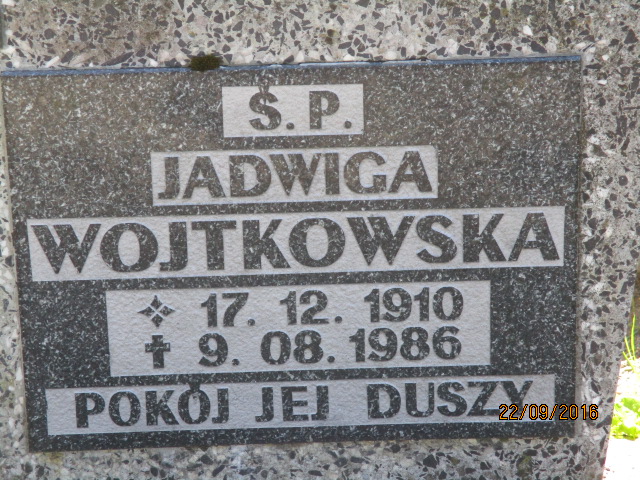 Ś. P.
JADWIGA
WOJTKOWSKA
17. 12. 1910
9. 08. 1986
POKÓJ JEJ DUSZY
22/09/2016